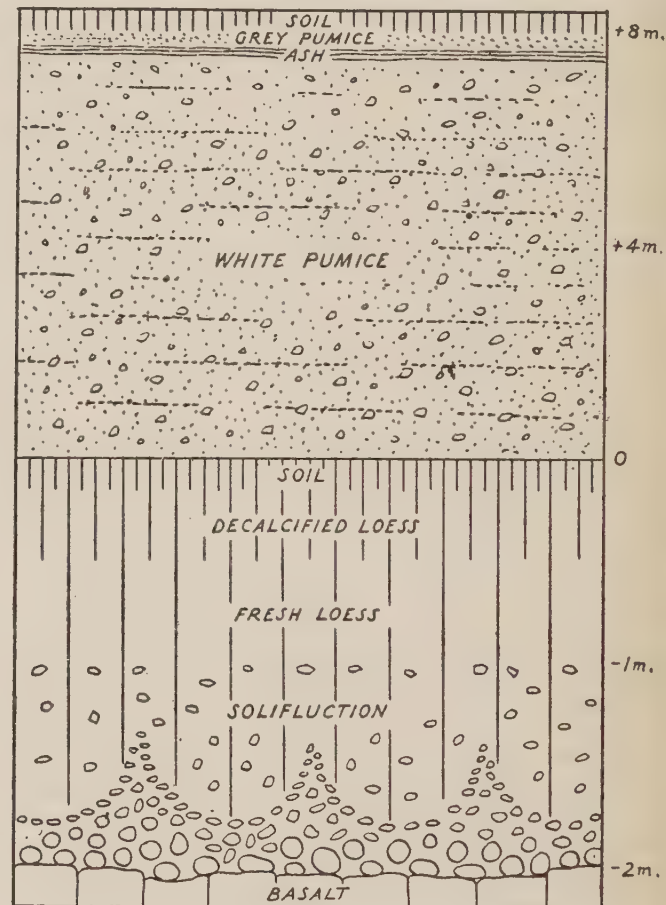 SOIL
GREY PUMICE
ASH
+8 m.
WHITE PUMICE
+4 m.
0
SOIL
DECALCIFIED LOESS
FRESH LOESS
-1 m.
SOLIFLUCTION
-2 m.
BASALT